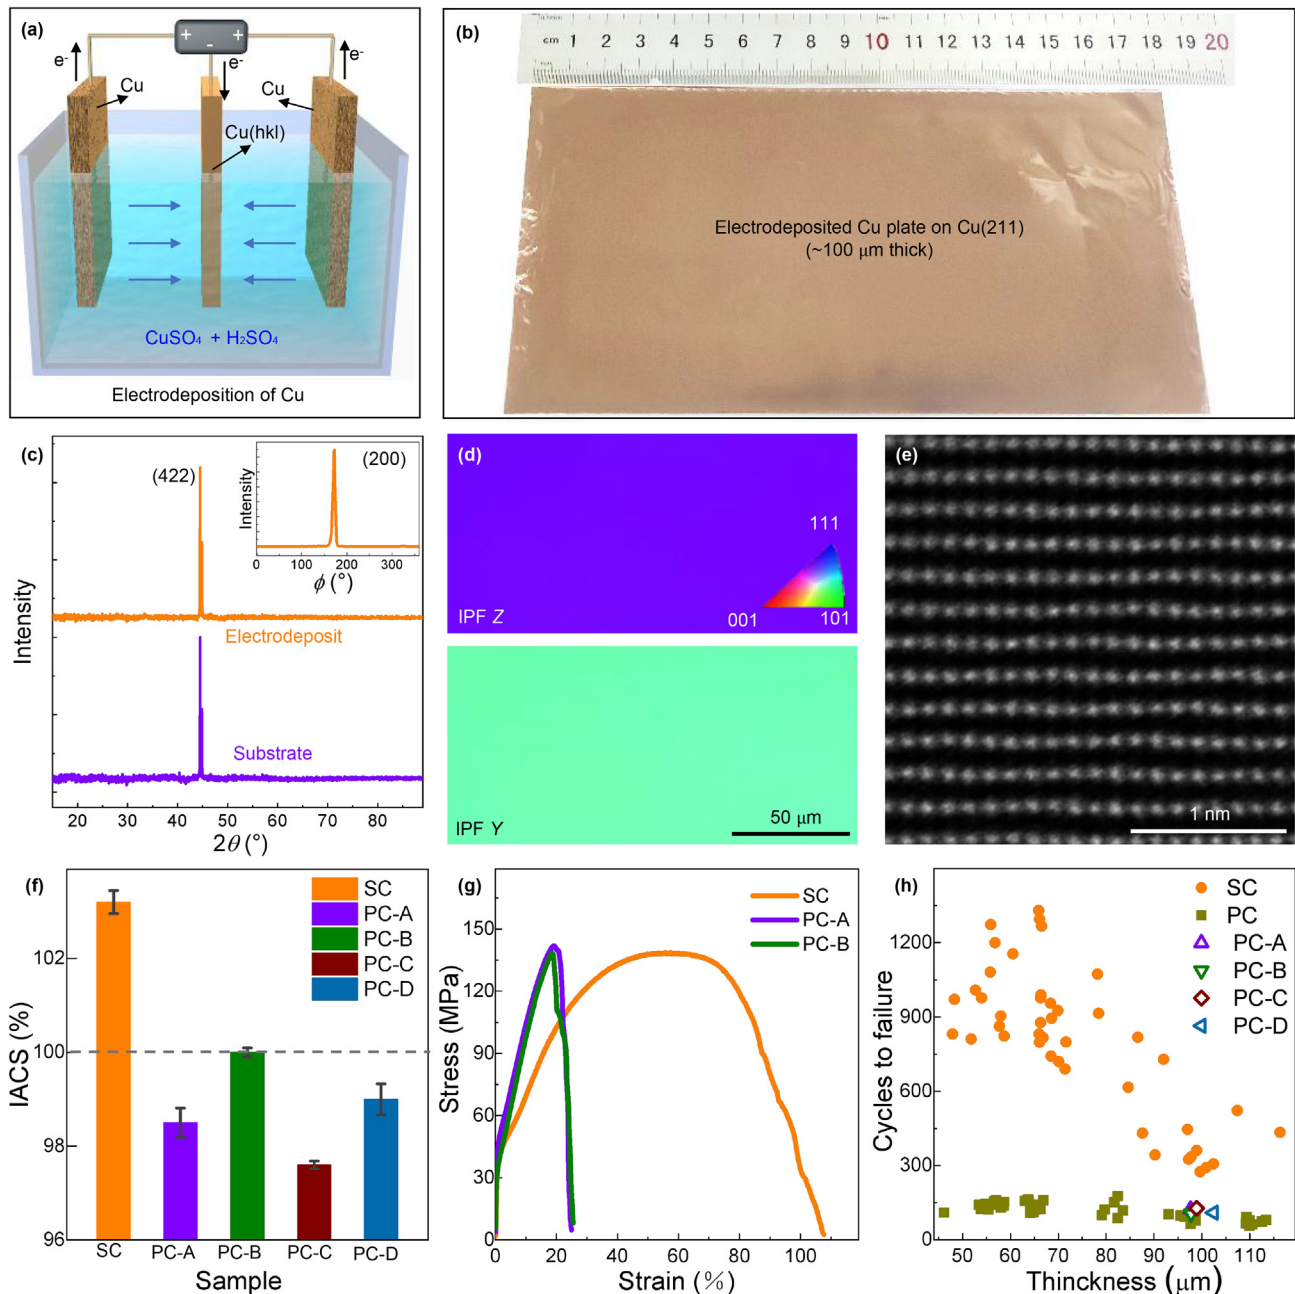 (a)
+
+
-
e-
e-
e-
Cu
Cu
Cu(hkl)
CuSO4 + H2SO4
Electrodeposition of Cu
(b)
cm 1 2 3 4 5 6 7 8 9 10 11 12 13 14 15 16 17 18 19 20
Electrodeposited Cu plate on Cu(211)
(~100 μm thick)
(c)
(422)
(200)
Intensity
0 100 200 300
ϕ (°)
Intensity
Electrodeposit
Substrate
20 30 40 50 60 70 80
2θ (°)
(d)
111
001 101
IPF Z
IPF Y
50 μm
(e)
1 nm
(f)
SC
PC-A
PC-B
PC-C
PC-D
102
100
98
96
IACS (%)
SC PC-A PC-B PC-C PC-D
Sample
(g)
SC
PC-A
PC-B
180
150
120
90
60
30
0
Stress (MPa)
0 20 40 60 80 100
Strain (%)
(h)
SC
PC
PC-A
PC-B
PC-C
PC-D
1200
900
600
300
0
Cycles to failure
50 60 70 80 90 100 110
Thinckness (μm)